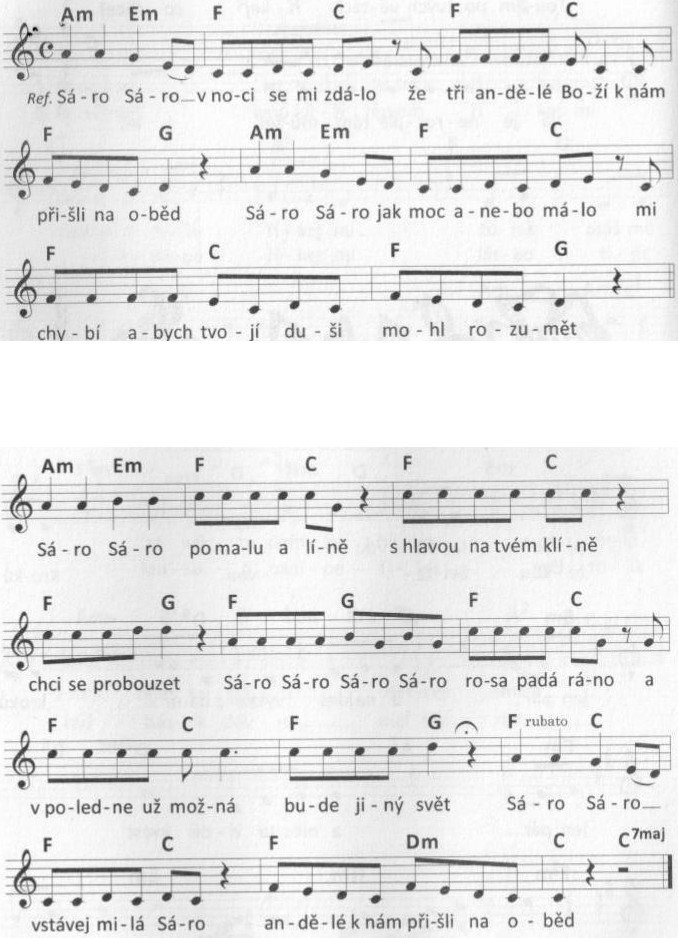 Am Em F C F C
Ref. Sá - ro Sá - ro v no - ci se mi zdá - lo že tři an - dě - lé Bo - ží k nám
F G Am Em F C
při - šli na o - běd Sá - ro Sá - ro jak moc a - ne - bo má - lo mi
F C F G
chy - bí a - bych tvo - jí du - ši mo - hl ro - zu - mět
Am Em F C F C
Sá - ro Sá - ro po ma - lu a lí - ně s hlavou na tvém klí - ně
F G F G F C
chci se probouzet Sá - ro Sá - ro Sá - ro Sá - ro ro - sa padá rá - no a
F C F G F rubato C
v po - led - ne už mož - ná bu - de ji - ný svět Sá - ro Sá - ro
F C F Dm C C7maj
vstávej mi - lá Sá - ro an - dě - lé k nám při - šli na o - běd